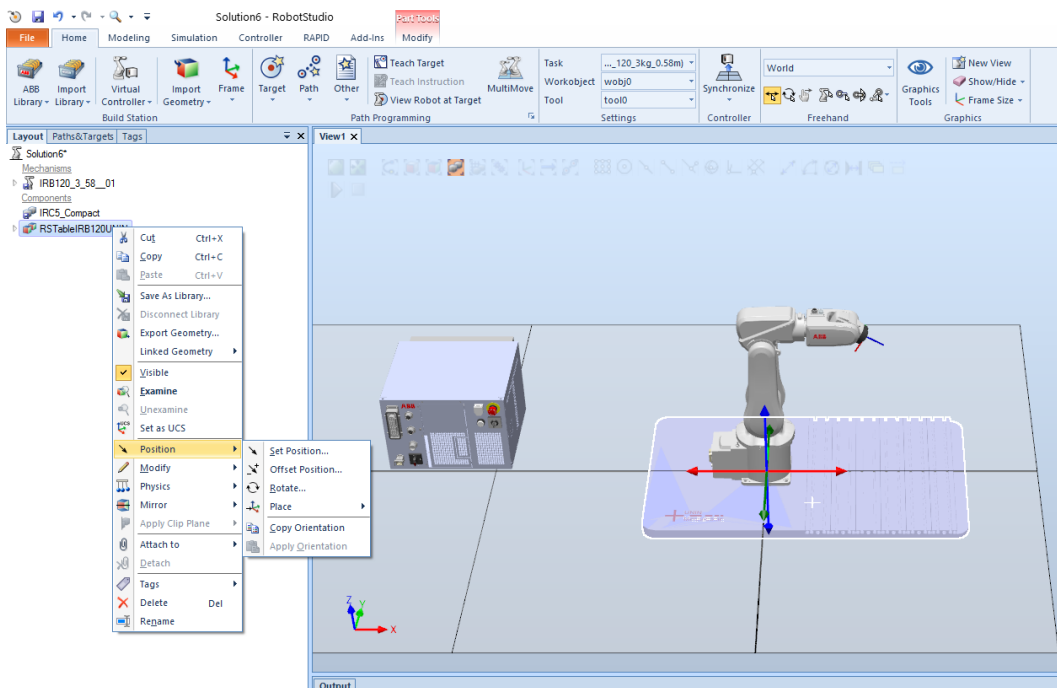 Solution6 - RobotStudio
Part Tools
File Home Modeling Simulation Controller RAPID Add-Ins Modify
ABB Library
Import Library
Virtual Controller
Import Geometry
Frame
Build Station
Target
Path
Other
Teach Target
Teach Instruction
View Robot at Target
MultiMove
Path Programming
Task ..._120_3kg_0.58m)
Workobject wobj0
Tool tool0
Settings
Synchronize
Controller
World
Freehand
Graphics Tools
New View
Show/Hide
Frame Size
Graphics
Layout Paths&Targets Tags
View1
Solution6*
Mechanisms
IRB120_3_58__01
Components
IRC5_Compact
Cut Ctrl+X
Copy Ctrl+C
Paste Ctrl+V
Save As Library...
Disconnect Library
Export Geometry...
Linked Geometry
Visible
Examine
Unexamine
Set as UCS
UCS
Position
Modify
Physics
Mirror
Apply Clip Plane
Attach to
Detach
Tags
Delete Del
Rename
Set Position...
Offset Position...
Rotate...
Place
Copy Orientation
Apply Orientation
ABB
ABB
Z
Y
X
Output